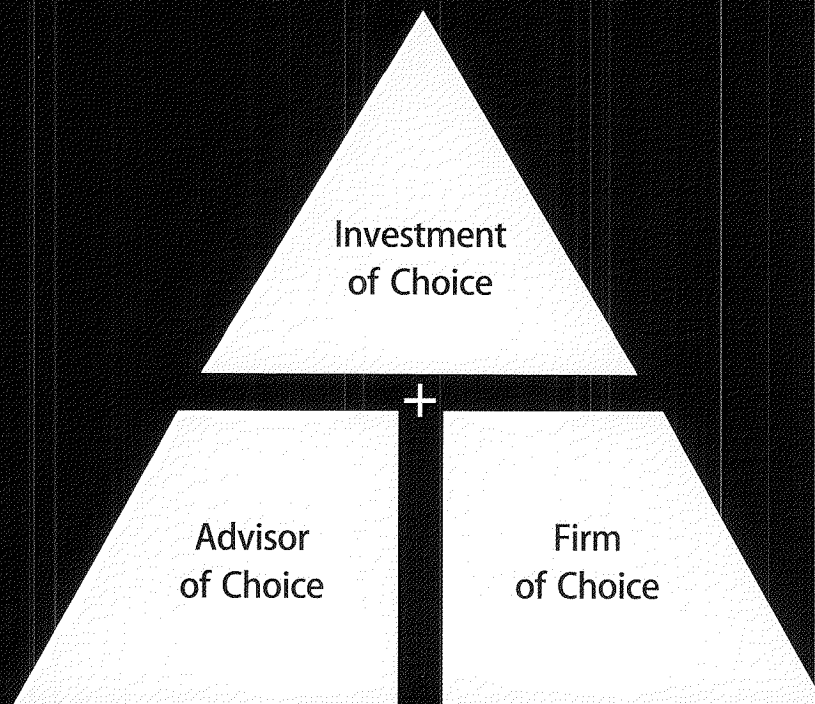 Investment
of Choice
+
Advisor
of Choice
Firm
of Choice